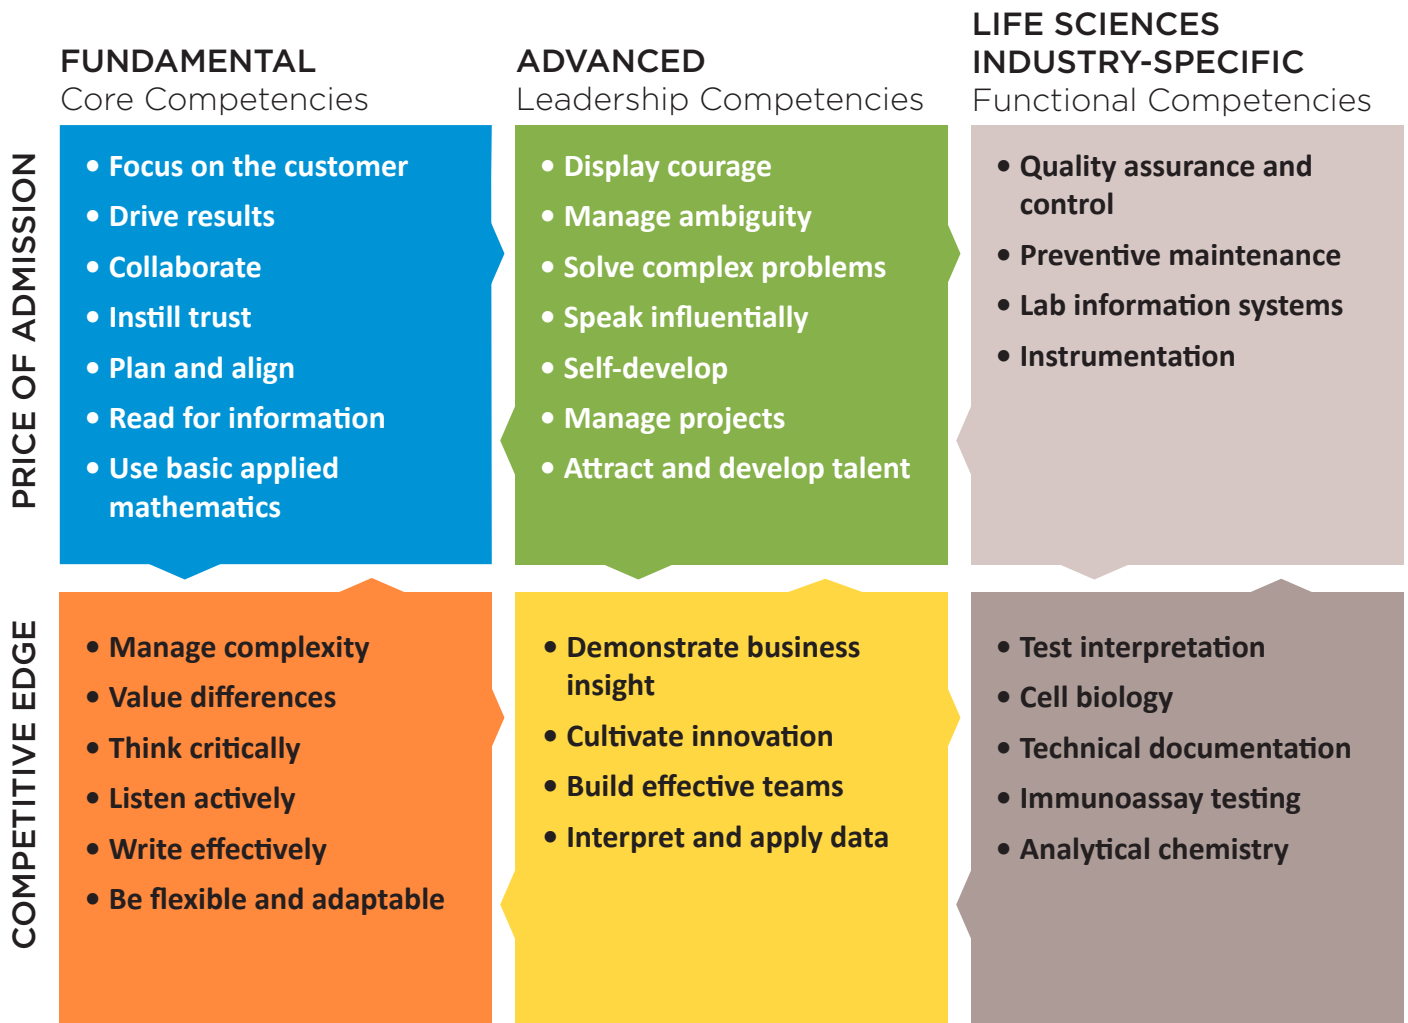 FUNDAMENTAL
Core Competencies
ADVANCED
Leadership Competencies
LIFE SCIENCES
INDUSTRY-SPECIFIC
Functional Competencies
PRICE OF ADMISSION
• Focus on the customer
• Drive results
• Collaborate
• Instill trust
• Plan and align
• Read for information
• Use basic applied
mathematics
• Display courage
• Manage ambiguity
• Solve complex problems
• Speak influentially
• Self-develop
• Manage projects
• Attract and develop talent
• Quality assurance and
control
• Preventive maintenance
• Lab information systems
• Instrumentation
COMPETITIVE EDGE
• Manage complexity
• Value differences
• Think critically
• Listen actively
• Write effectively
• Be flexible and adaptable
• Demonstrate business
insight
• Cultivate innovation
• Build effective teams
• Interpret and apply data
• Test interpretation
• Cell biology
• Technical documentation
• Immunoassay testing
• Analytical chemistry